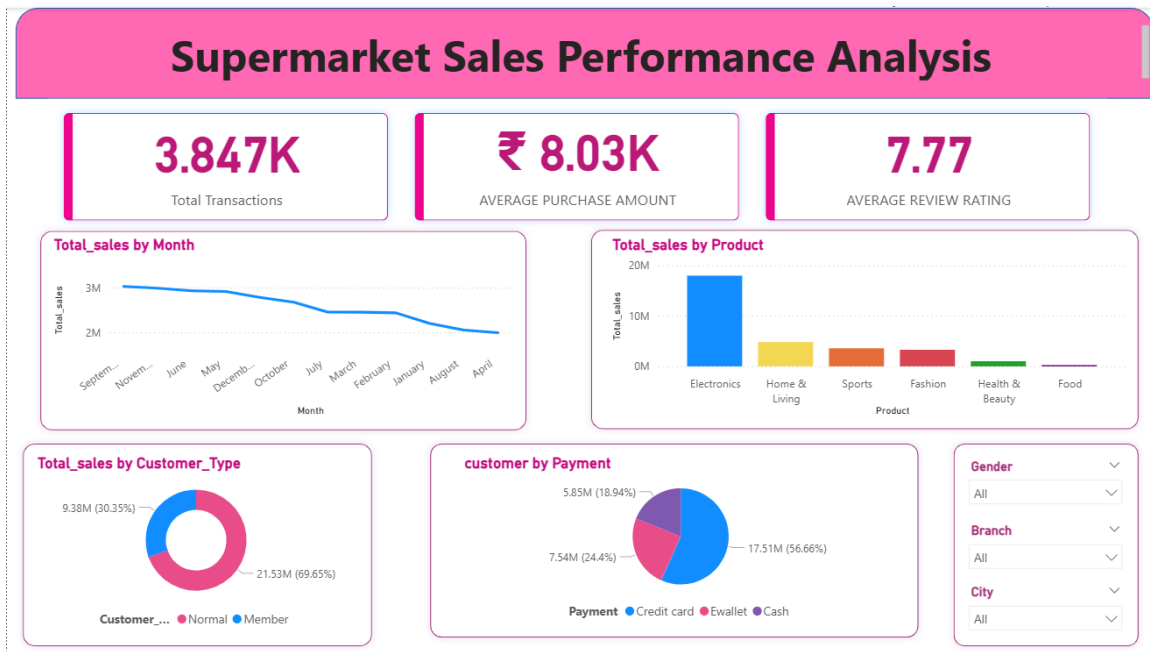 Supermarket Sales Performance Analysis
3.847K
Total Transactions
₹ 8.03K
AVERAGE PURCHASE AMOUNT
7.77
AVERAGE REVIEW RATING
Total_sales by Month
Total_sales
3M
2M
Septem...
Novem...
June
May
Decemb...
October
July
March
February
January
August
April
Month
Total_sales by Product
Total_sales
20M
10M
0M
Electronics
Home &
Living
Sports
Fashion
Health &
Beauty
Food
Product
Total_sales by Customer_Type
9.38M (30.35%)
21.53M (69.65%)
Customer_... Normal Member
customer by Payment
5.85M (18.94%)
7.54M (24.4%)
17.51M (56.66%)
Payment Credit card Ewallet Cash
Gender
All
Branch
All
City
All